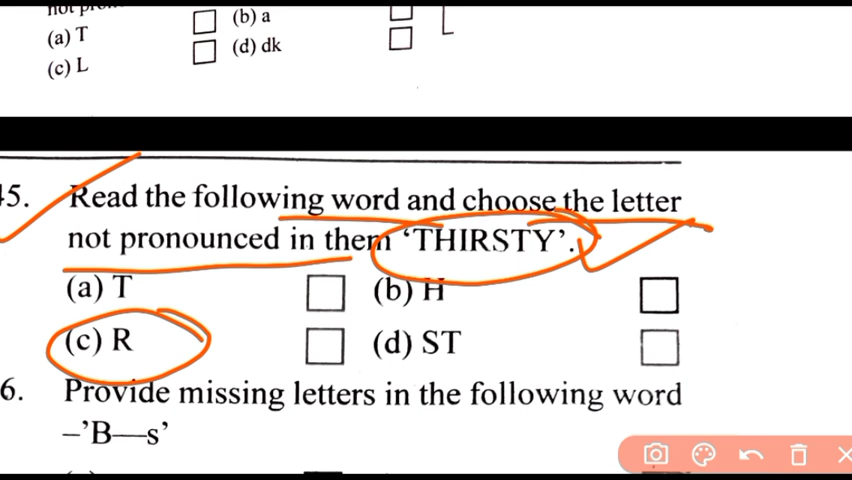 (b) a
(a) T
(d) dk
(c) L
45. Read the following word and choose the letter
not pronounced in them 'THIRSTY'.
(a) T (b) H
(c) R (d) ST
6. Provide missing letters in the following word
–'B—s'